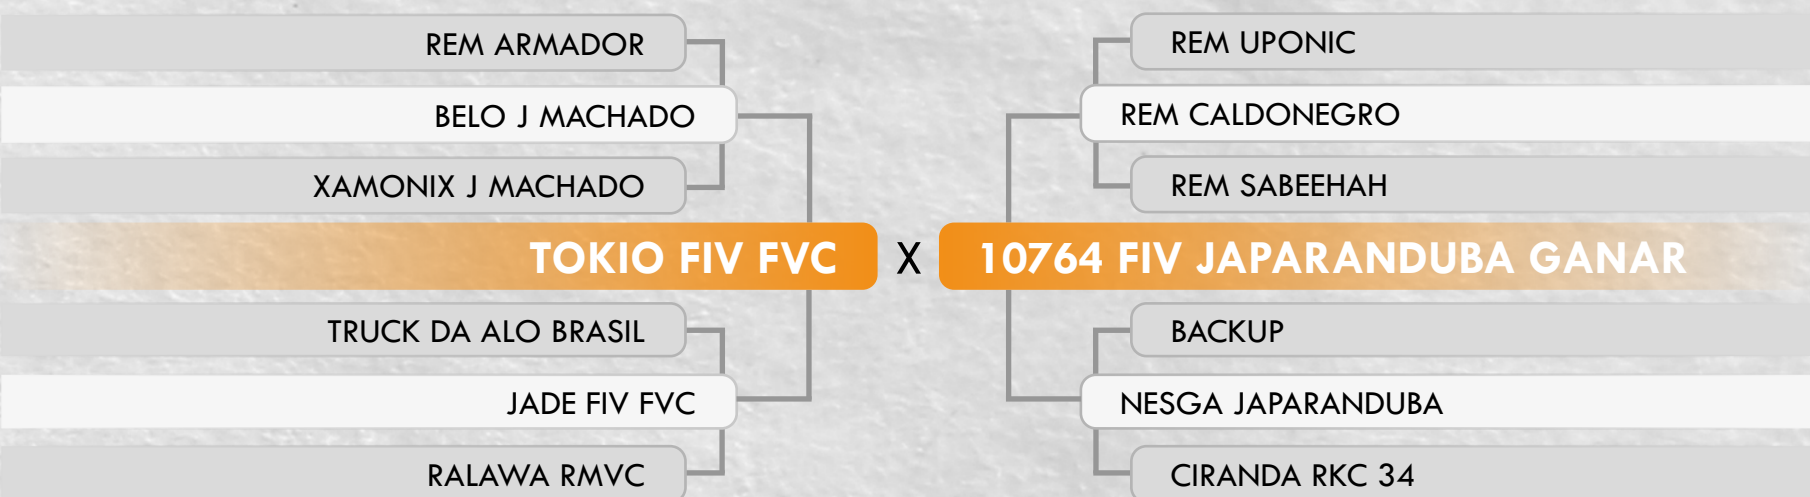 REM ARMADOR
BELO J MACHADO
XAMONIX J MACHADO
TOKIO FIV FVC
TRUCK DA ALO BRASIL
JADE FIV FVC
RALAWA RMVC
X
REM UPONIC
REM CALDONEGRO
REM SABEEHAH
10764 FIV JAPARANDUBA GANAR
BACKUP
NESGA JAPARANDUBA
CIRANDA RKC 34